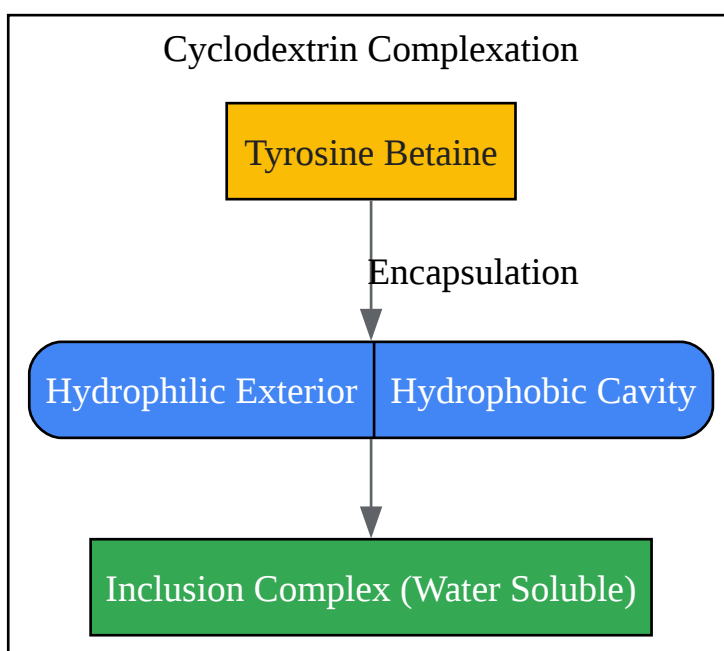 Cyclodextrin Complexation
Tyrosine Betaine
Encapsulation
Hydrophilic Exterior
Hydrophobic Cavity
Inclusion Complex (Water Soluble)